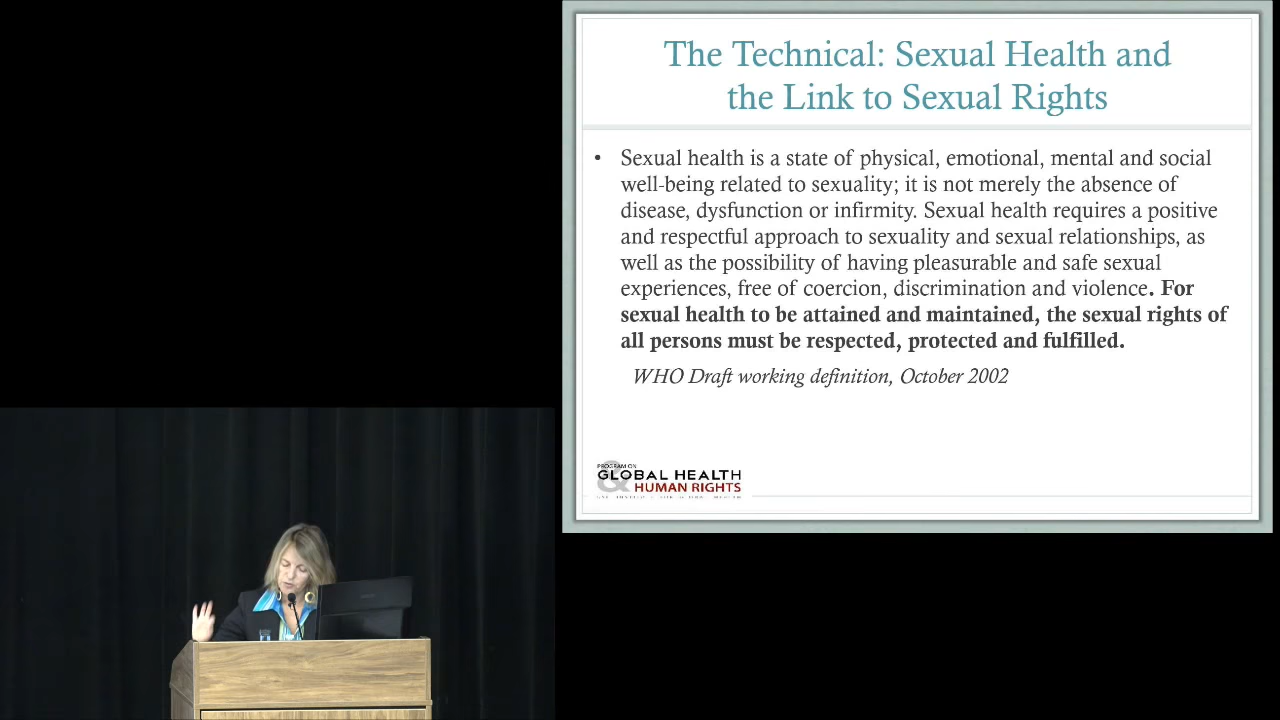 The Technical: Sexual Health and
the Link to Sexual Rights
• Sexual health is a state of physical, emotional, mental and social
well-being related to sexuality; it is not merely the absence of
disease, dysfunction or infirmity. Sexual health requires a positive
and respectful approach to sexuality and sexual relationships, as
well as the possibility of having pleasurable and safe sexual
experiences, free of coercion, discrimination and violence. For
sexual health to be attained and maintained, the sexual rights of
all persons must be respected, protected and fulfilled.
WHO Draft working definition, October 2002
PROGRAM ON
GLOBAL HEALTH
& HUMAN RIGHTS